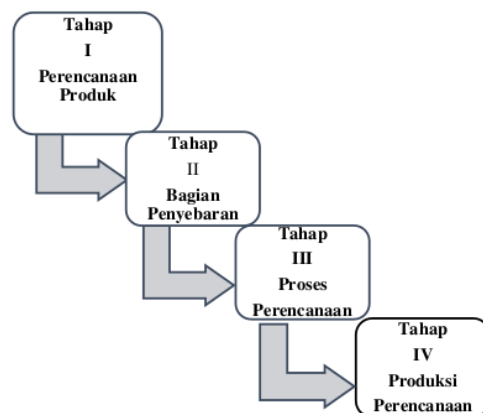 Tahap
I
Perencanaan
Produk
Tahap
II
Bagian
Penyebaran
Tahap
III
Proses
Perencanaan
Tahap
IV
Produksi
Perencanaan